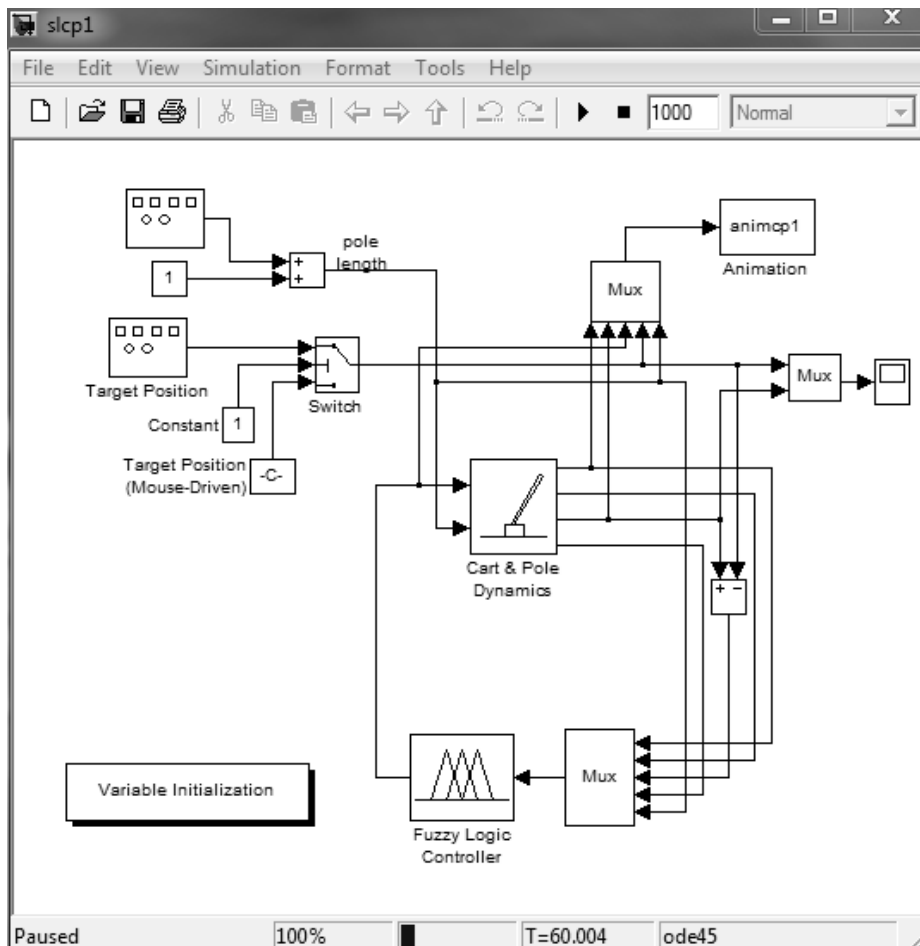 slcp1
File Edit View Simulation Format Tools Help
1000 Normal
pole
length
+
+
1
animcp1
Animation
Mux
Target Position
Switch
Constant 1
Mux
Target Position
(Mouse-Driven) -C-
Cart & Pole
Dynamics
+ −
Variable Initialization
Mux
Fuzzy Logic
Controller
Paused 100% T=60.004 ode45